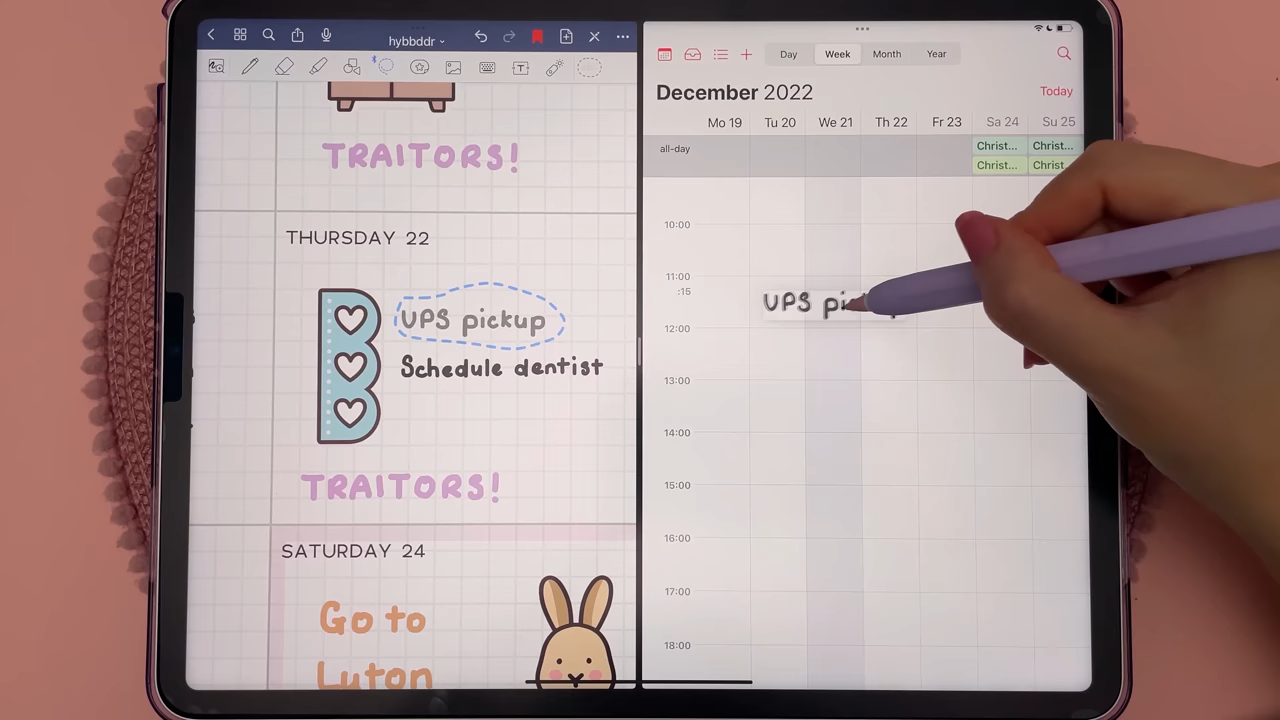 hybbddr
TRAITORS!
THURSDAY 22
UPS pickup
Schedule dentist
TRAITORS!
SATURDAY 24
Go to
Luton
Day Week Month Year
December 2022
Today
Mo 19 Tu 20 We 21 Th 22 Fr 23 Sa 24 Su 25
all-day
Christ... Christ...
Christ... Christ
10:00
11:00
:15
UPS pi
12:00
13:00
14:00
15:00
16:00
17:00
18:00